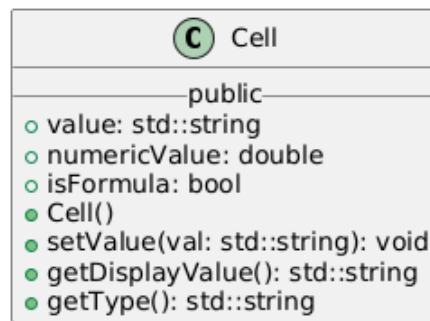 C Cell
public
value: std::string
numericValue: double
isFormula: bool
Cell()
setValue(val: std::string): void
getDisplayValue(): std::string
getType(): std::string